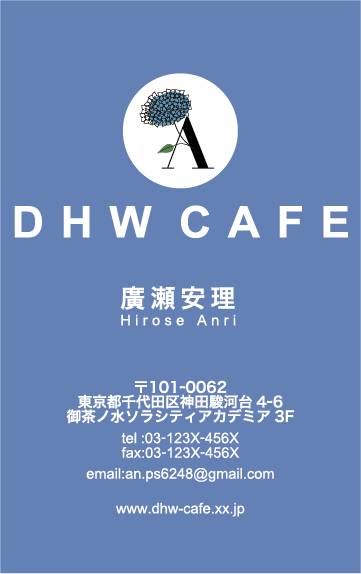 A
DHW CAFE
廣瀬安理
Hirose Anri
〒101-0062
東京都千代田区神田駿河台 4-6
御茶ノ水ソラシティアカデミア 3F
tel :03-123X-456X
fax:03-123X-456X
email:an.ps6248@gmail.com
www.dhw-cafe.xx.jp